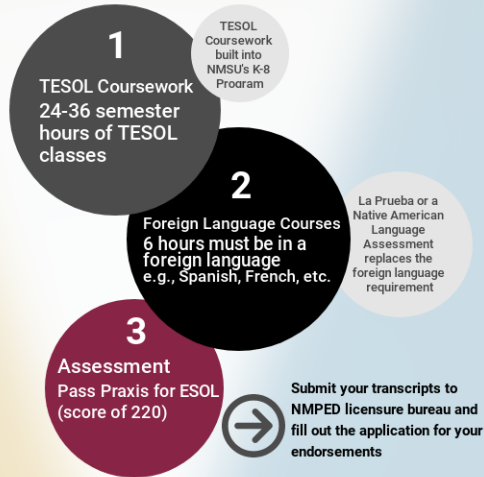 1
TESOL Coursework
24-36 semester
hours of TESOL
classes
TESOL
Coursework
built into
NMSU's K-8
Program
2
Foreign Language Courses
6 hours must be in a
foreign language
e.g., Spanish, French, etc.
La Prueba or a
Native American
Language
Assessment
replaces the
foreign language
requirement
3
Assessment
Pass Praxis for ESOL
(score of 220)
Submit your transcripts to
NMPED licensure bureau and
fill out the application for your
endorsements